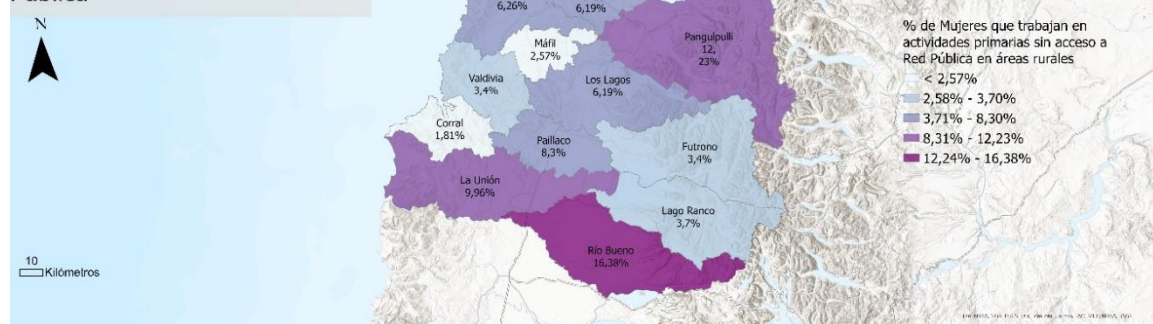 N
6,26%
6,19%
Máfil
2,57%
Panguipulli
12,
23%
Valdivia
3,4%
Los Lagos
6,19%
Corral
1,81%
Paillaco
8,3%
Futrono
3,4%
La Unión
9,96%
Lago Ranco
3,7%
Río Bueno
16,38%
10
Kilómetros
% de Mujeres que trabajan en
actividades primarias sin acceso a
Red Pública en áreas rurales
< 2,57%
2,58% - 3,70%
3,71% - 8,30%
8,31% - 12,23%
12,24% - 16,38%